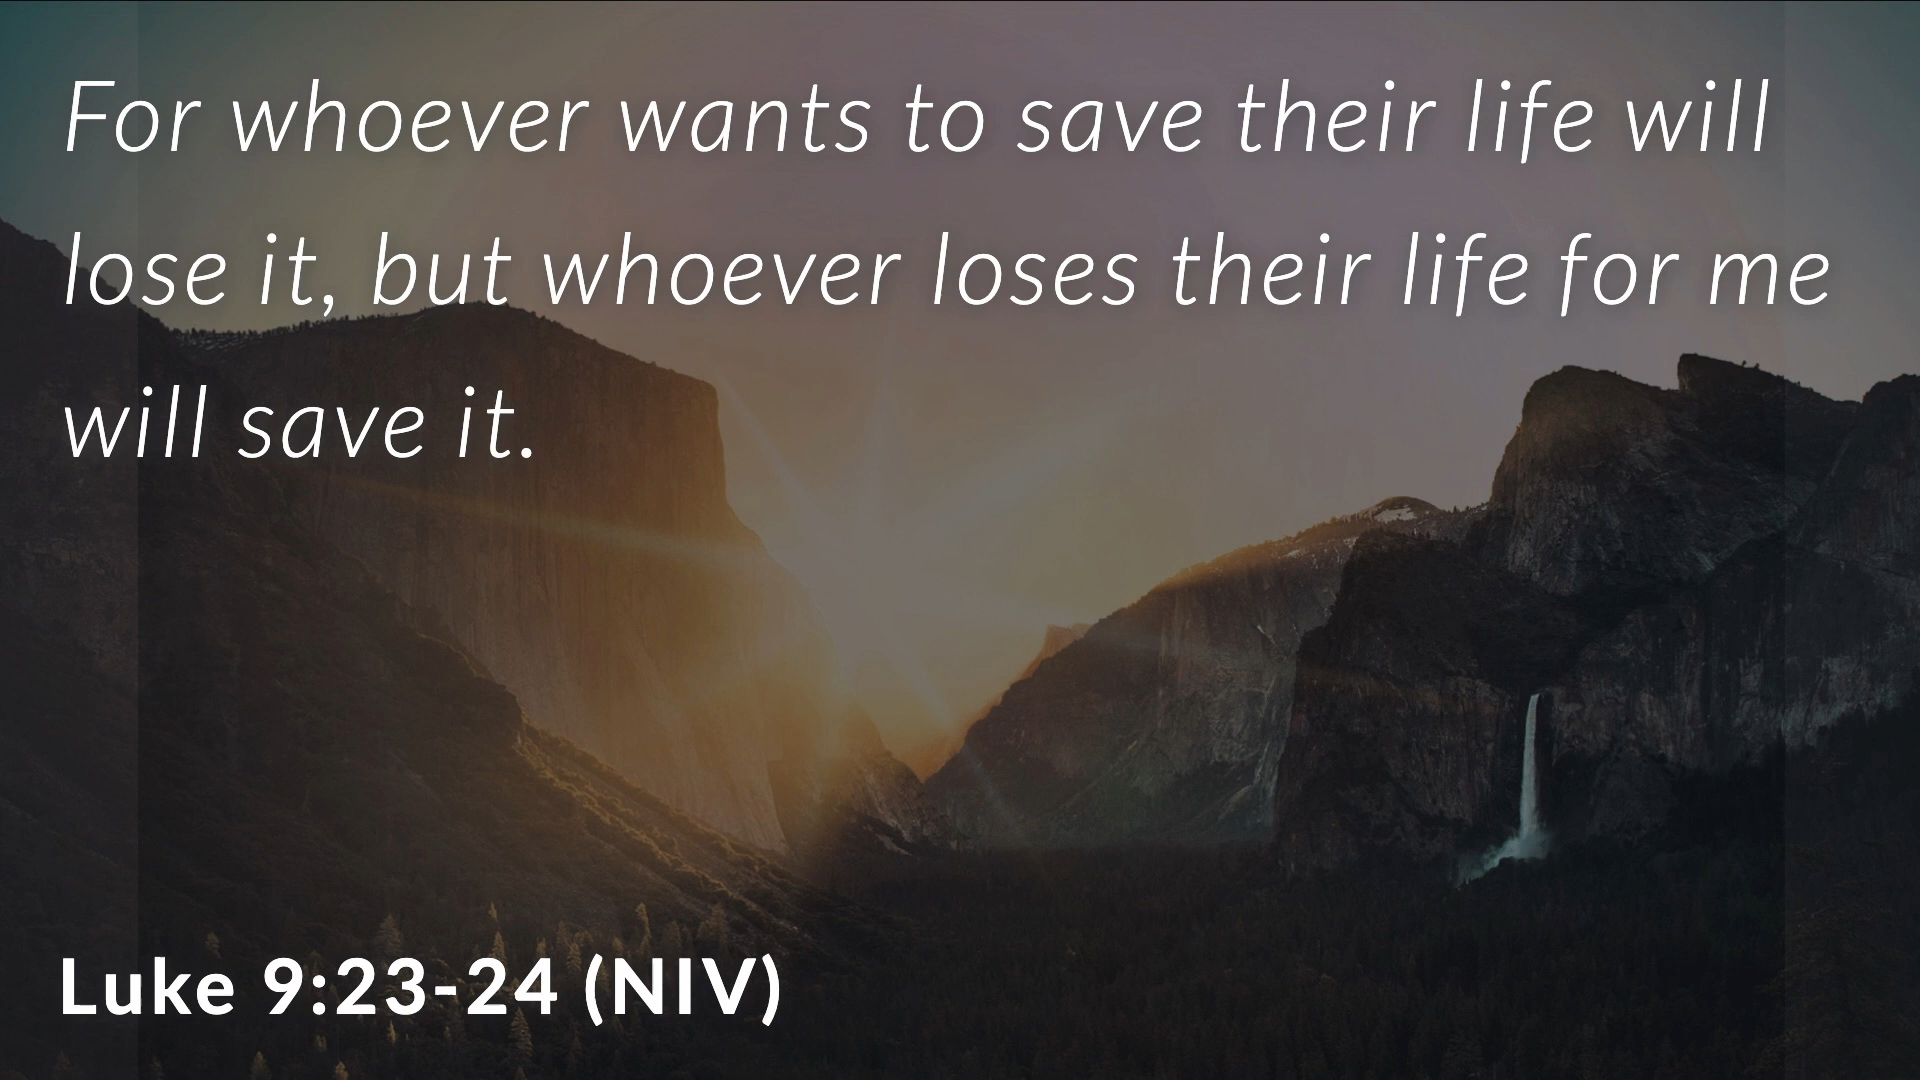 For whoever wants to save their life will
lose it, but whoever loses their life for me
will save it.
Luke 9:23-24 (NIV)